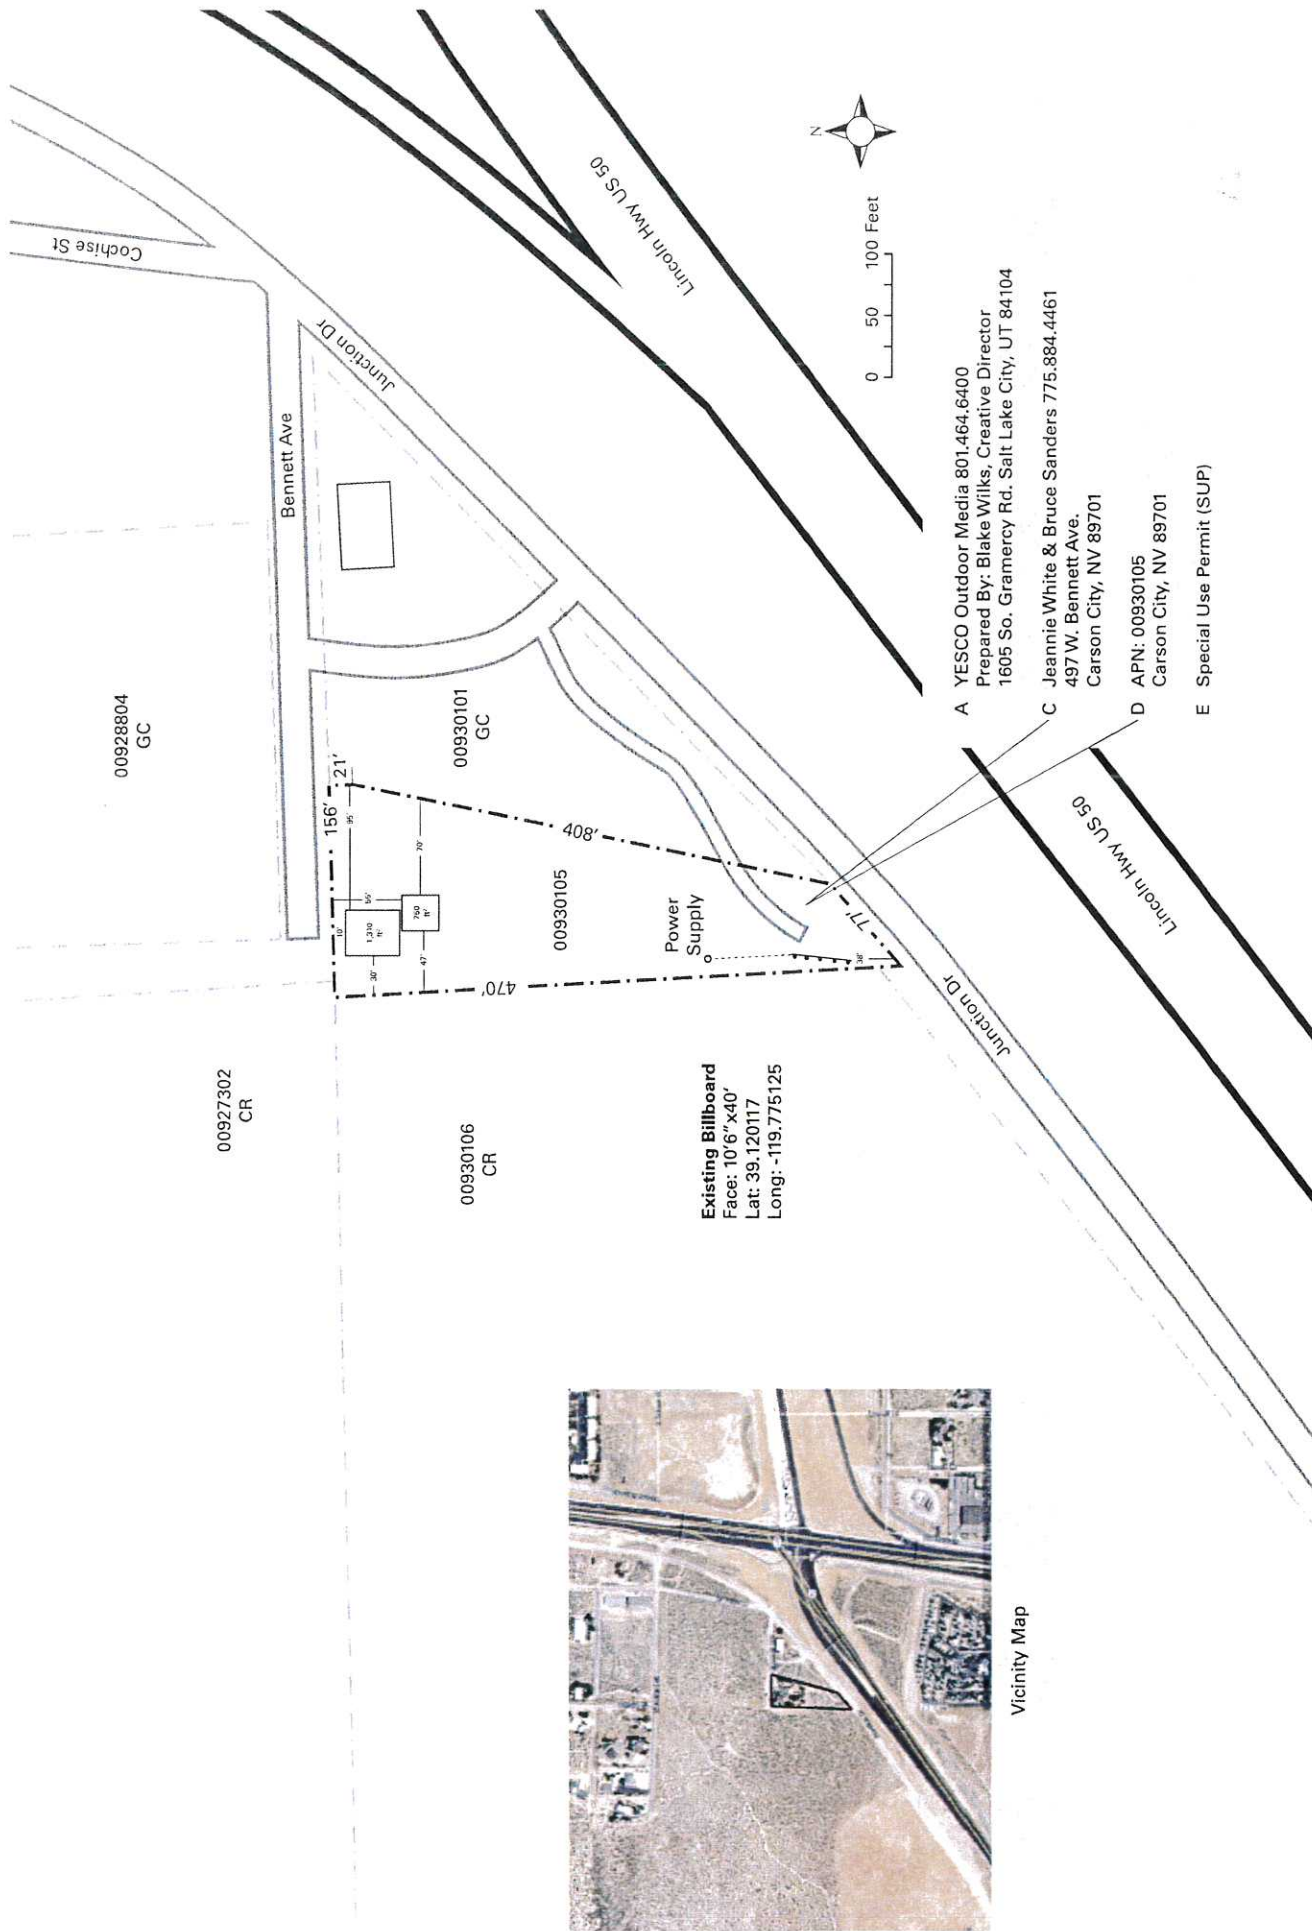 Cochise St
Bennett Ave
Junction Dr
Lincoln Hwy US 50
N
0 50 100 Feet
00928804
GC
00930101
GC
156'
21'
95'
10'
56'
1,310
ft²
30'
70'
760
ft²
47'
408'
470'
00930105
Power
Supply
38'
77'
Junction Dr
Lincoln Hwy US 50
00927302
CR
00930106
CR
Existing Billboard
Face: 10'6"x40'
Lat: 39.120117
Long: -119.775125
A YESCO Outdoor Media 801.464.6400
Prepared By: Blake Wilks, Creative Director
1605 So. Gramercy Rd. Salt Lake City, UT 84104
C Jeannie White & Bruce Sanders 775.884.4461
497 W. Bennett Ave.
Carson City, NV 89701
D APN: 00930105
Carson City, NV 89701
E Special Use Permit (SUP)
Vicinity Map